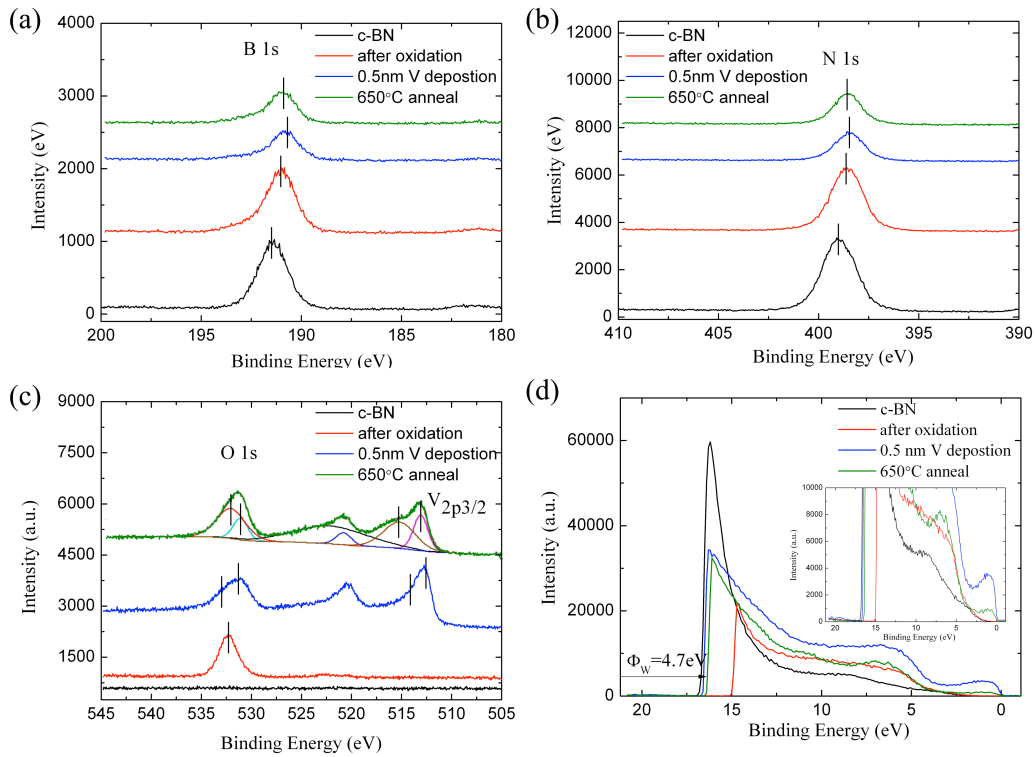 (a)
4000
3000
2000
1000
0
Intensity (eV)
B 1s
c-BN
after oxidation
0.5nm V depostion
650°C anneal
200
195
190
185
180
Binding Energy (eV)
(b)
12000
10000
8000
6000
4000
2000
0
Intensity (eV)
N 1s
c-BN
after oxidation
0.5nm V depostion
650°C anneal
410
405
400
395
390
Binding Energy (eV)
(c)
9000
7500
6000
4500
3000
1500
Intensity (a.u.)
O 1s
c-BN
after oxidation
0.5nm V depostion
650°C anneal
V2p3/2
545
540
535
530
525
520
515
510
505
Binding Energy (eV)
(d)
60000
40000
20000
0
Intensity (a.u.)
c-BN
after oxidation
0.5 nm V depostion
650°C anneal
ΦW=4.7eV
10000
8000
6000
4000
2000
0
Intensity (a.u.)
20
15
10
5
0
Binding Energy (eV)
20
15
10
5
0
Binding Energy (eV)